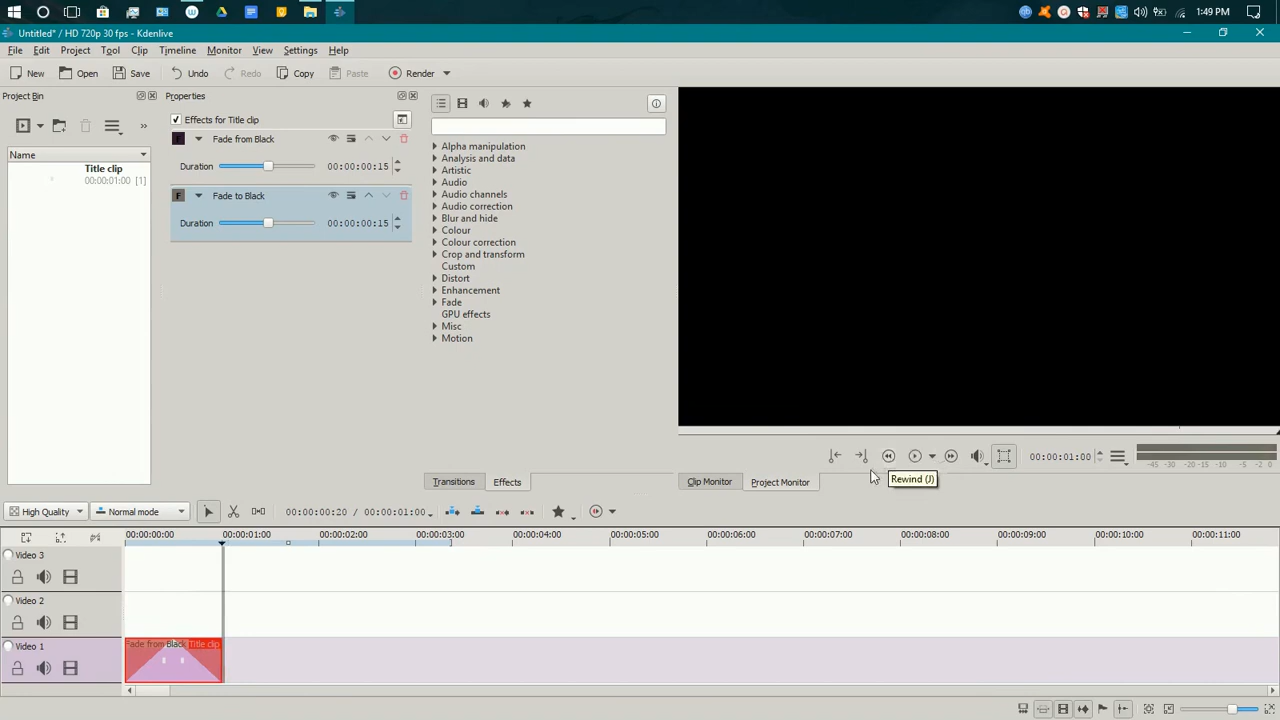 1:49 PM
Untitled* / HD 720p 30 fps - Kdenlive
File Edit Project Tool Clip Timeline Monitor View Settings Help
New Open Save Undo Redo Copy Paste Render
Project Bin
Properties
Effects for Title clip
Fade from Black
Duration 00:00:00:15
Fade to Black
Duration 00:00:00:15
»
Name
Title clip
00:00:01:00 [1]
Alpha manipulation
Analysis and data
Artistic
Audio
Audio channels
Audio correction
Blur and hide
Colour
Colour correction
Crop and transform
Custom
Distort
Enhancement
Fade
GPU effects
Misc
Motion
Transitions Effects
00:00:01:00
-45 -30 -20 -15 -10 -5 -2 0
Rewind (J)
Clip Monitor Project Monitor
High Quality Normal mode 00:00:00:20 / 00:00:01:00
00:00:00:00 00:00:01:00 00:00:02:00 00:00:03:00 00:00:04:00 00:00:05:00 00:00:06:00 00:00:07:00 00:00:08:00 00:00:09:00 00:00:10:00 00:00:11:00
Video 3
Video 2
Video 1
Fade from Black Title clip